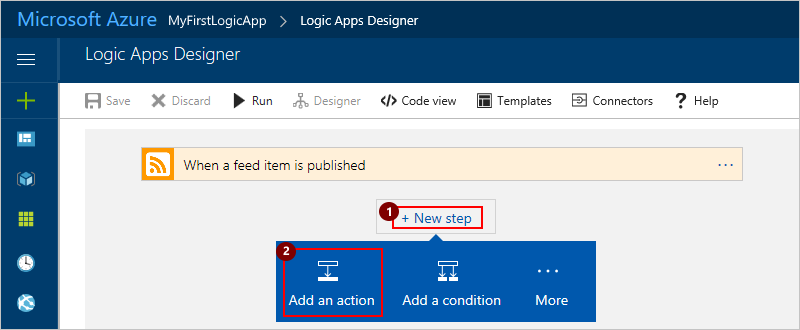 Microsoft Azure MyFirstLogicApp > Logic Apps Designer
Logic Apps Designer
Save Discard Run Designer Code view Templates Connectors ? Help
When a feed item is published ...
1 + New step
2
Add an action Add a condition More